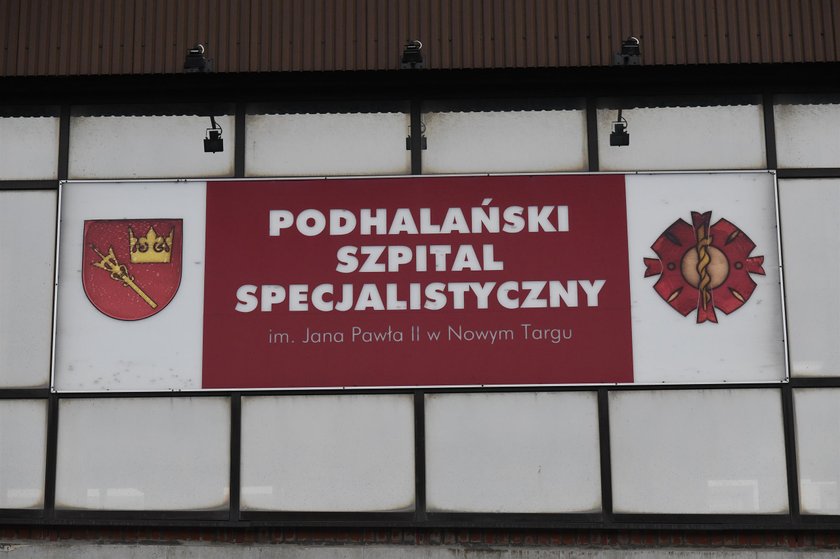 PODHALAŃSKI
SZPITAL
SPECJALISTYCZNY
im. Jana Pawła II w Nowym Targu